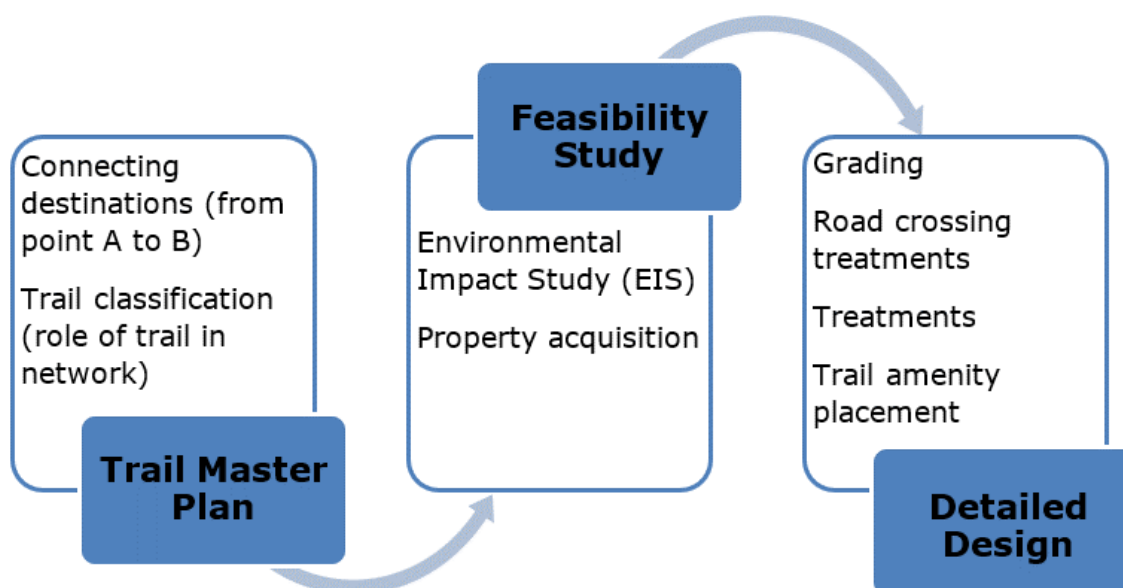 Connecting
destinations (from
point A to B)
Trail classification
(role of trail in
network)
Trail Master
Plan
Feasibility
Study
Environmental
Impact Study (EIS)
Property acquisition
Grading
Road crossing
treatments
Treatments
Trail amenity
placement
Detailed
Design